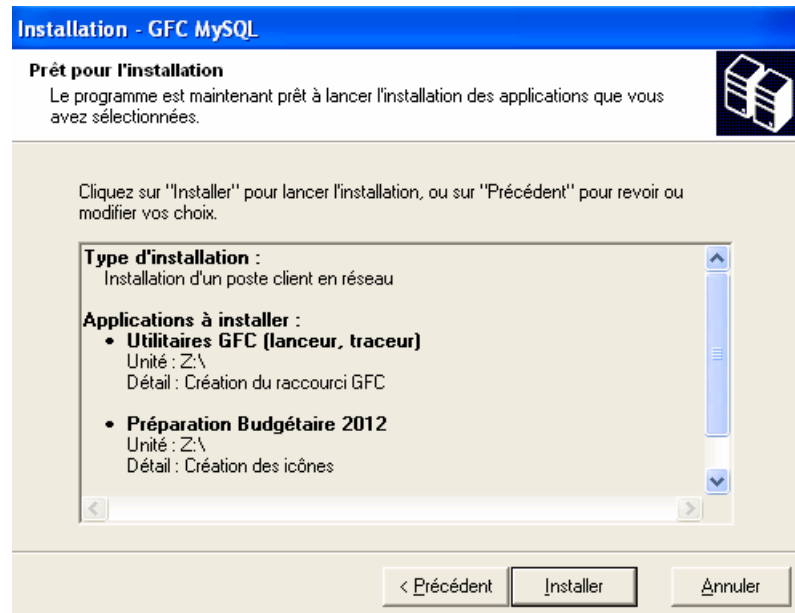 Installation - GFC MySQL
Prêt pour l'installation
Le programme est maintenant prêt à lancer l'installation des applications que vous
avez sélectionnées.
Cliquez sur "Installer" pour lancer l'installation, ou sur "Précédent" pour revoir ou
modifier vos choix.
Type d'installation :
Installation d'un poste client en réseau
Applications à installer :
• Utilitaires GFC (lanceur, traceur)
Unité : Z:\
Détail : Création du raccourci GFC
• Préparation Budgétaire 2012
Unité : Z:\
Détail : Création des icônes
< Précédent
Installer
Annuler